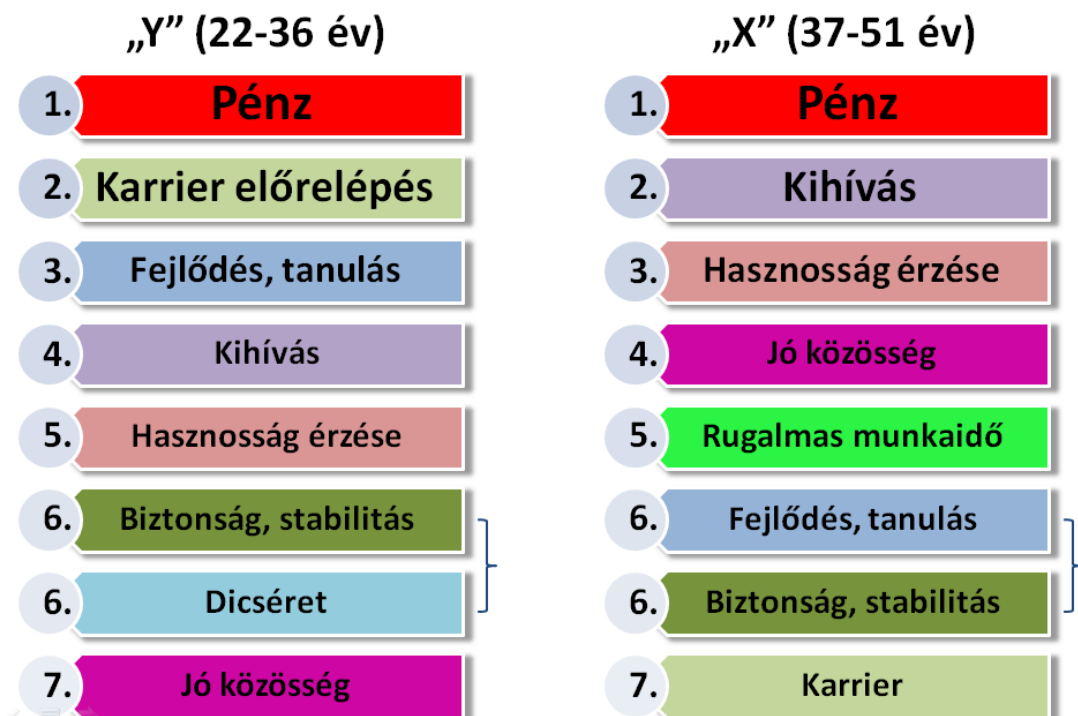 „Y” (22-36 év)
1. Pénz
2. Karrier előrelépés
3. Fejlődés, tanulás
4. Kihívás
5. Hasznosság érzése
6. Biztonság, stabilitás
6. Dicséret
7. Jó közösség
„X” (37-51 év)
1. Pénz
2. Kihívás
3. Hasznosság érzése
4. Jó közösség
5. Rugalmas munkaidő
6. Fejlődés, tanulás
6. Biztonság, stabilitás
7. Karrier